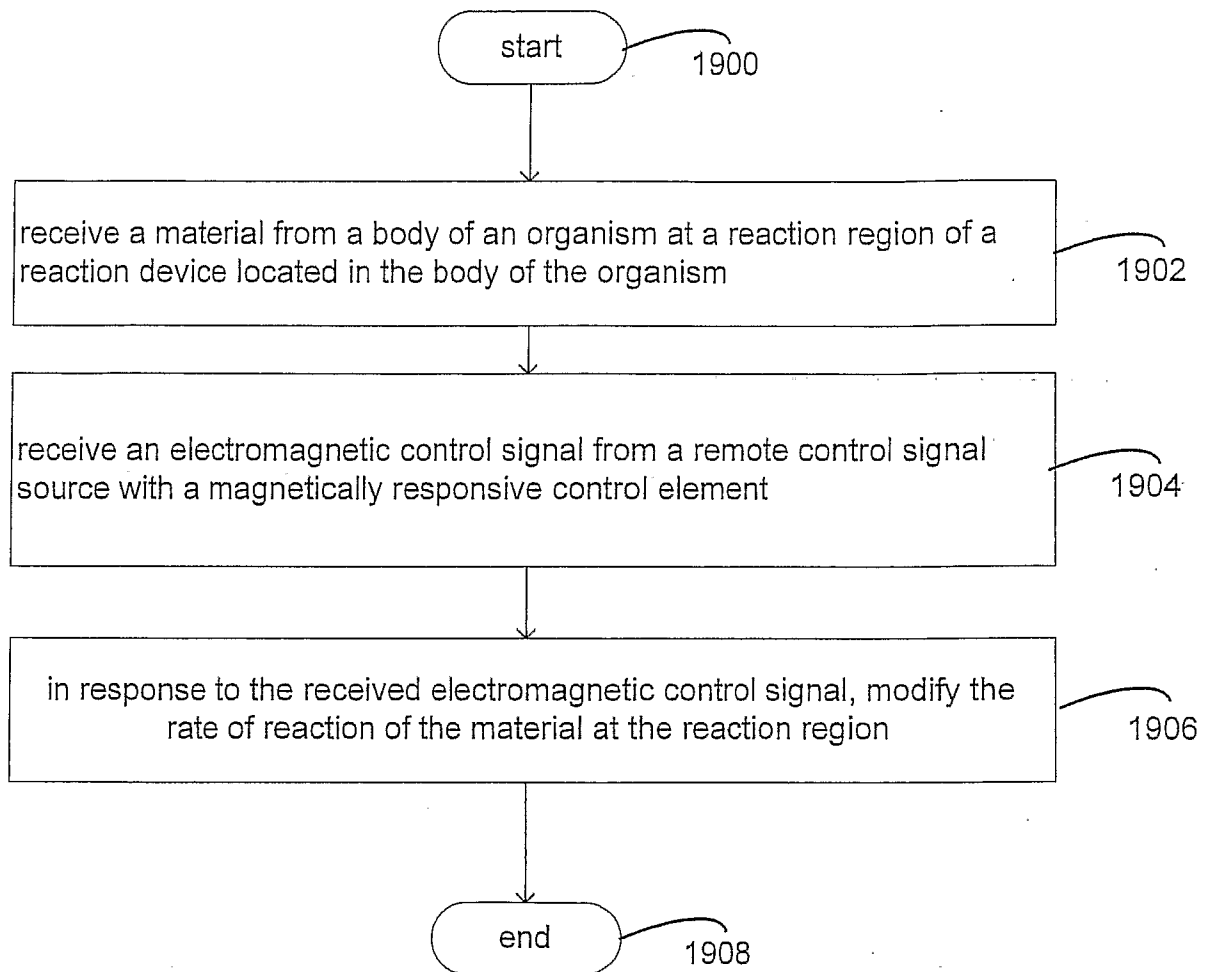 start
1900
receive a material from a body of an organism at a reaction region of a
reaction device located in the body of the organism
1902
receive an electromagnetic control signal from a remote control signal
source with a magnetically responsive control element
1904
in response to the received electromagnetic control signal, modify the
rate of reaction of the material at the reaction region
1906
end
1908